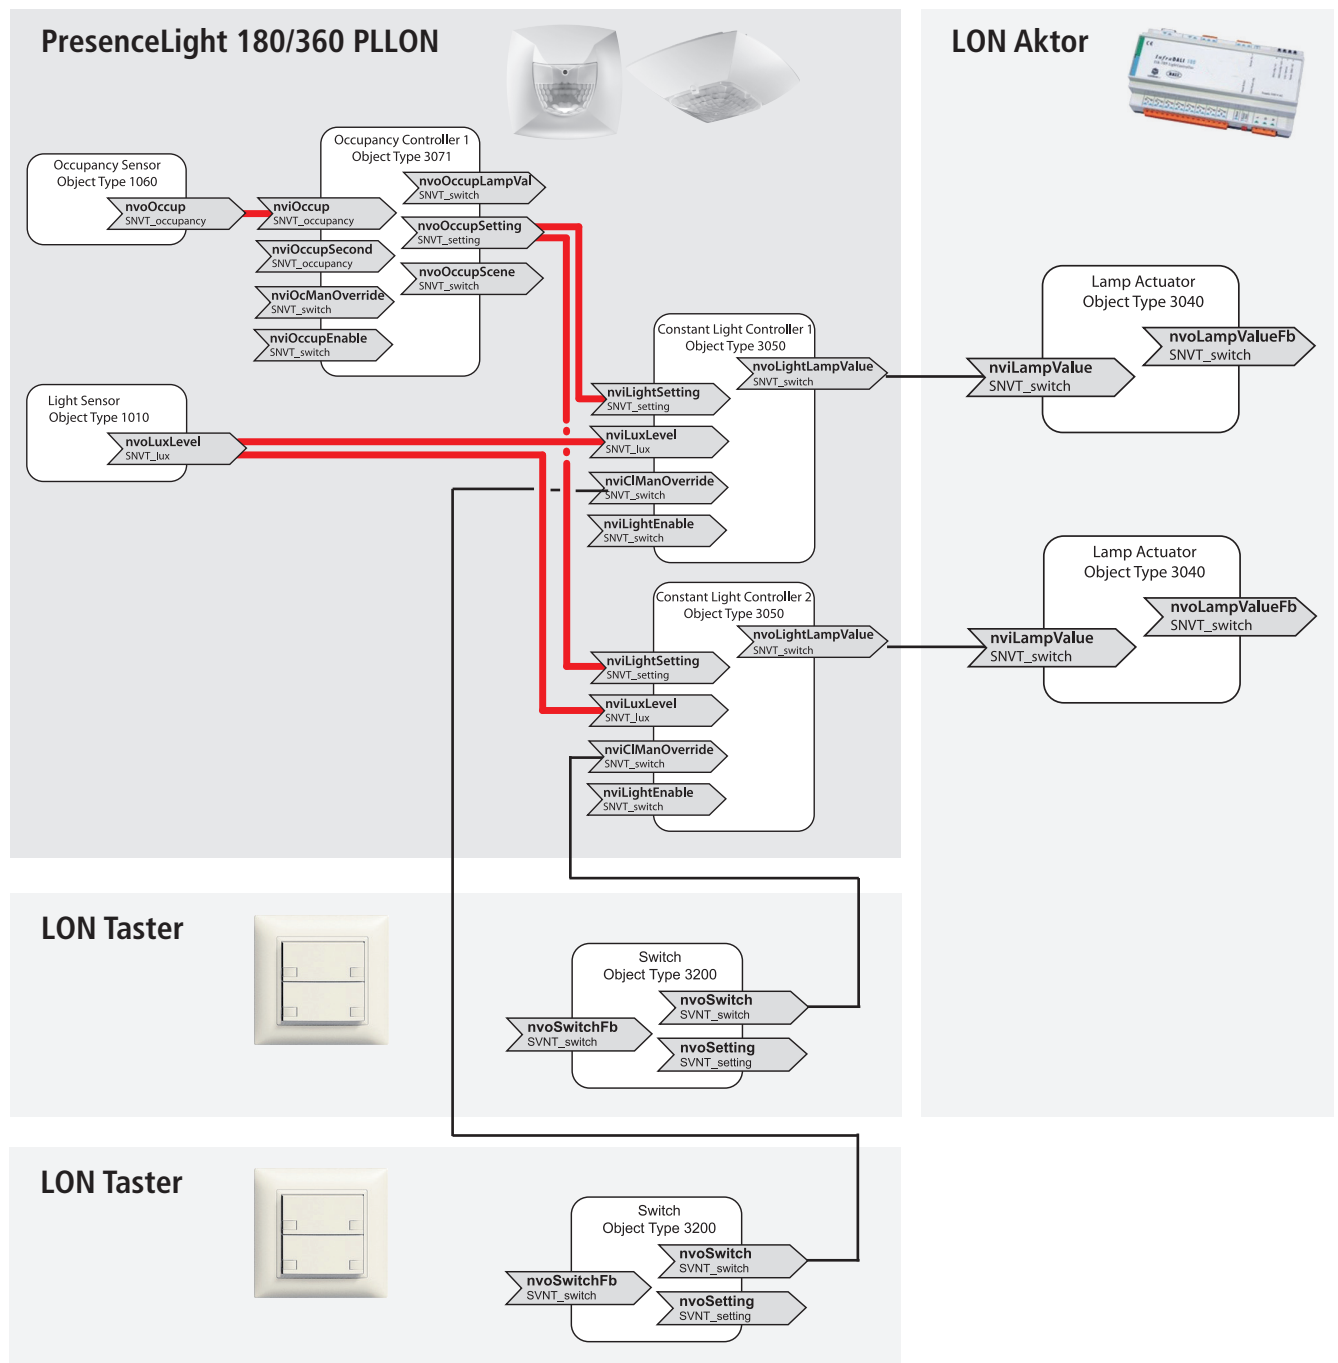 PresenceLight 180/360 PLLON
Occupancy Sensor
Object Type 1060
nvoOccup
SNVT_occupancy
Occupancy Controller 1
Object Type 3071
nvoOccupLampVal
SNVT_switch
nviOccup
SNVT_occupancy
nvoOccupSetting
SNVT_setting
nviOccupSecond
SNVT_occupancy
nvoOccupScene
SNVT_switch
nviOcManOverride
SNVT_switch
nviOccupEnable
SNVT_switch
Light Sensor
Object Type 1010
nvoLuxLevel
SNVT_lux
Constant Light Controller 1
Object Type 3050
nvoLightLampValue
SNVT_switch
nviLightSetting
SNVT_setting
nviLuxLevel
SNVT_lux
nviClManOverride
SNVT_switch
nviLightEnable
SNVT_switch
Constant Light Controller 2
Object Type 3050
nvoLightLampValue
SNVT_switch
nviLightSetting
SNVT_setting
nviLuxLevel
SNVT_lux
nviClManOverride
SNVT_switch
nviLightEnable
SNVT_switch
LON Aktor
InfraDALI
DALI
Lamp Actuator
Object Type 3040
nvoLampValueFb
SNVT_switch
nviLampValue
SNVT_switch
Lamp Actuator
Object Type 3040
nvoLampValueFb
SNVT_switch
nviLampValue
SNVT_switch
LON Taster
Switch
Object Type 3200
nvoSwitch
SVNT_switch
nvoSwitchFb
SVNT_switch
nvoSetting
SVNT_setting
LON Taster
Switch
Object Type 3200
nvoSwitch
SVNT_switch
nvoSwitchFb
SVNT_switch
nvoSetting
SVNT_setting